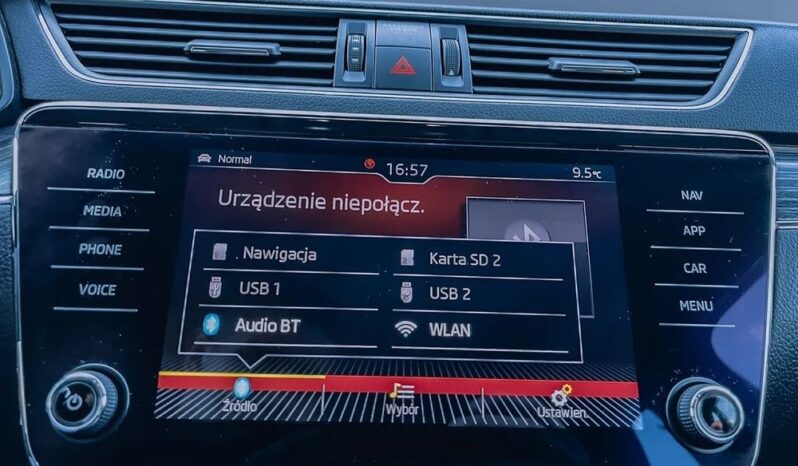 RADIO
MEDIA
PHONE
VOICE
Normal
16:57
9.5°C
Urządzenie niepołącz.
. Nawigacja
Karta SD 2
USB 1
USB 2
Audio BT
WLAN
Źródło
Wybór
Ustawien.
NAV
APP
CAR
MENU